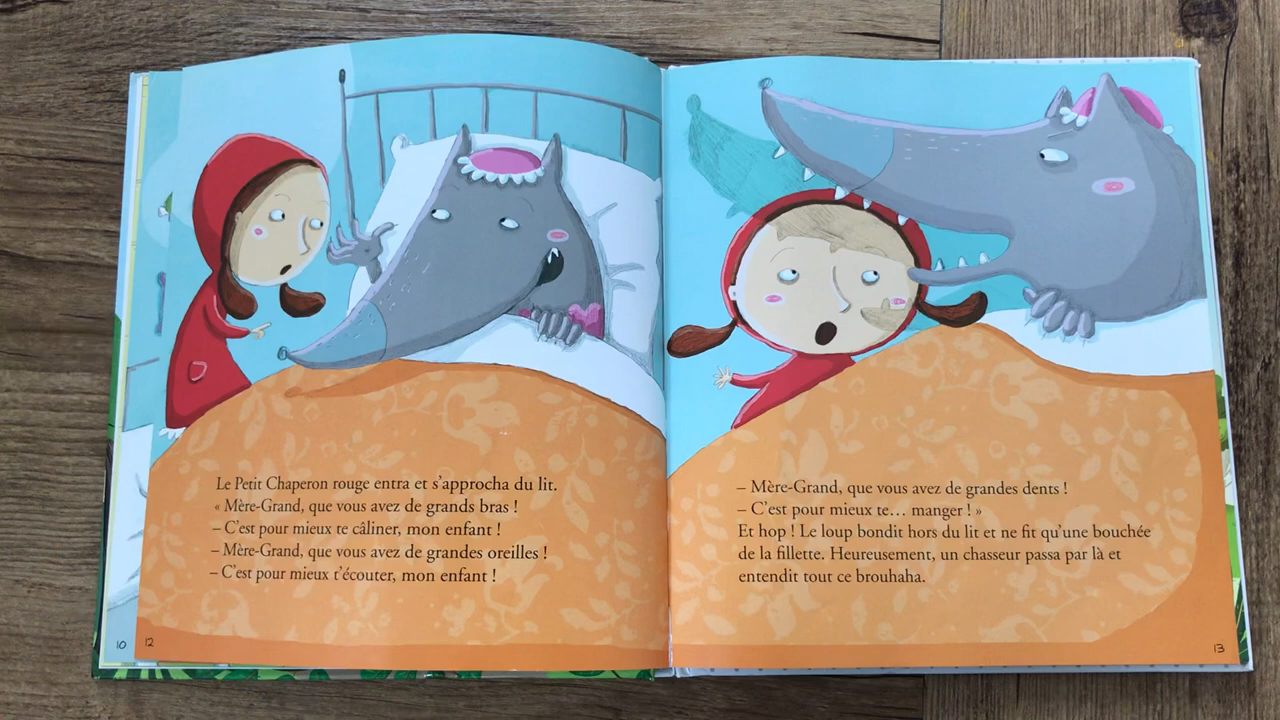 Le Petit Chaperon rouge entra et s'approcha du lit.
« Mère-Grand, que vous avez de grands bras !
– C'est pour mieux te câliner, mon enfant !
– Mère-Grand, que vous avez de grandes oreilles !
– C'est pour mieux t'écouter, mon enfant !
10
12
– Mère-Grand, que vous avez de grandes dents !
– C'est pour mieux te… manger ! »
Et hop ! Le loup bondit hors du lit et ne fit qu'une bouchée
de la fillette. Heureusement, un chasseur passa par là et
entendit tout ce brouhaha.
13